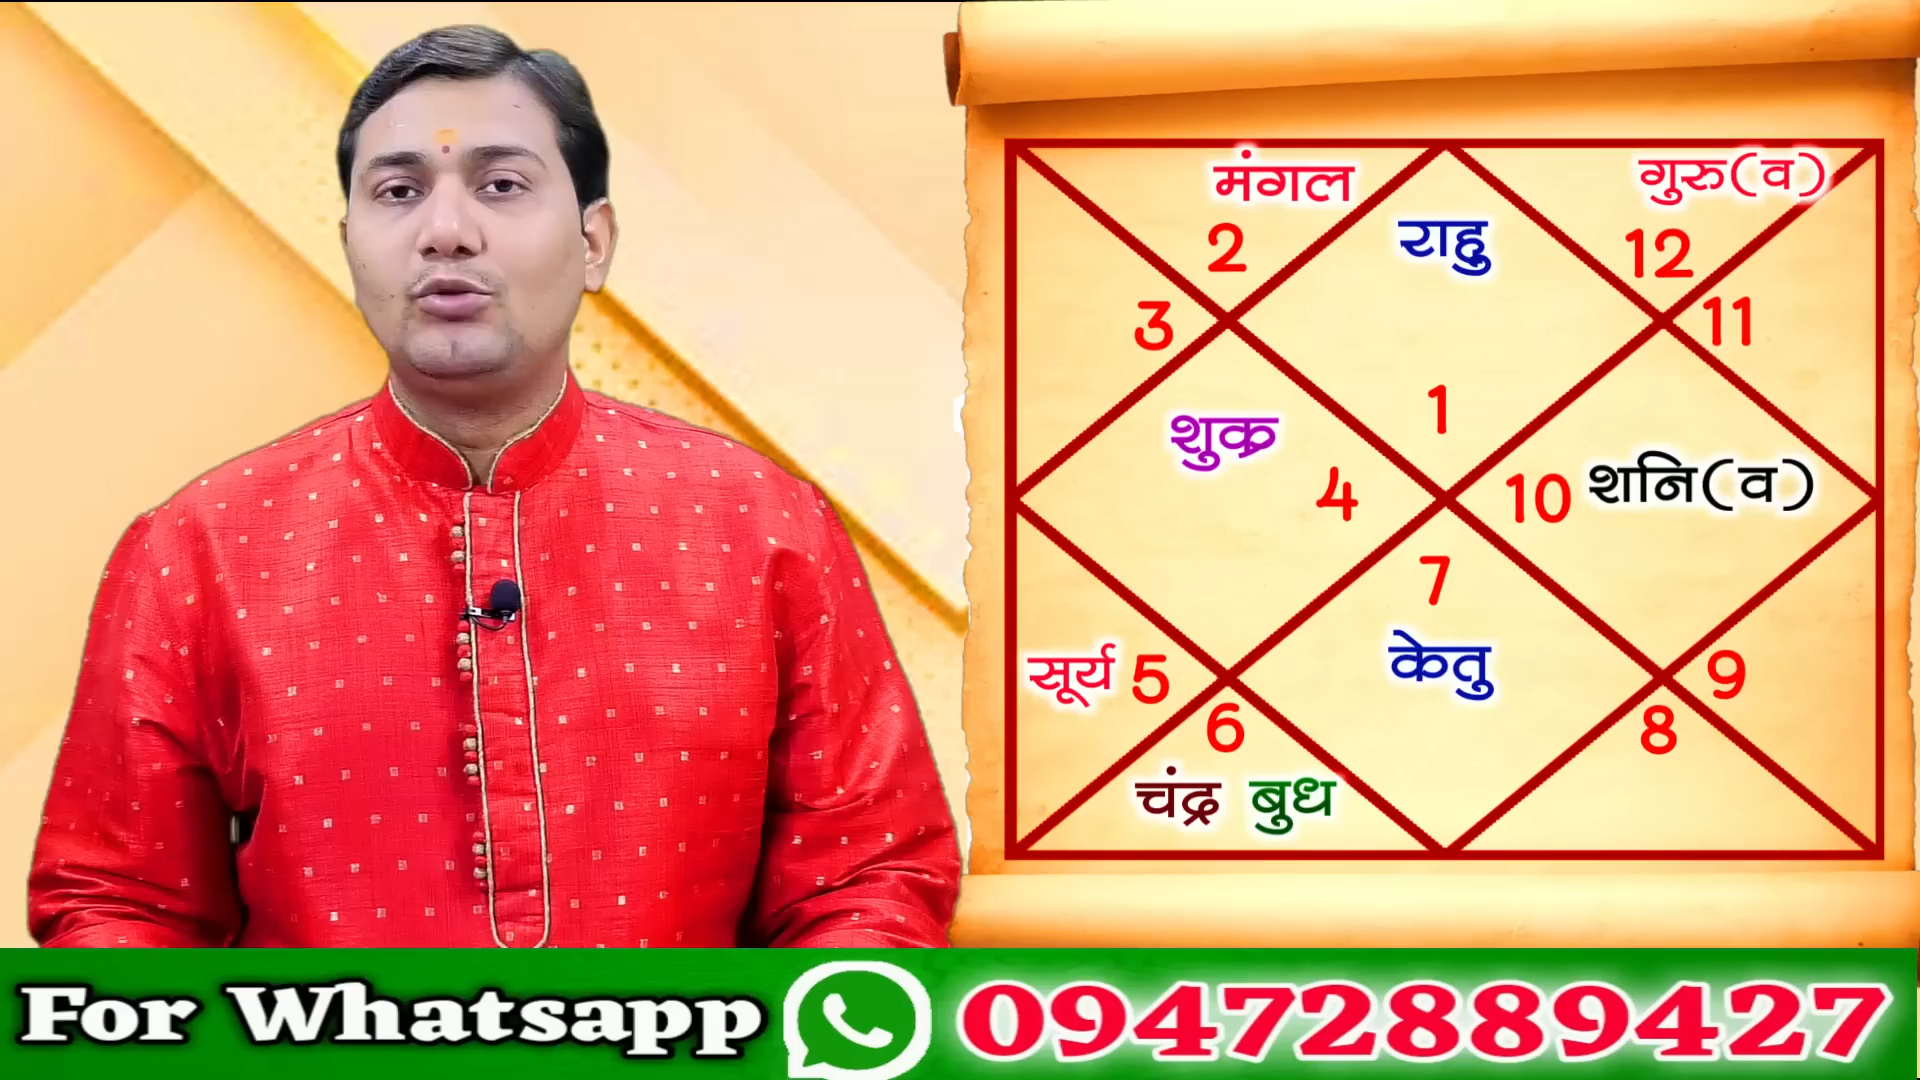 मंगल
गुरु(व)
2
राहु
12
3
11
1
शुक्र
4
10 शनि(व)
7
सूर्य 5
केतु
9
6
8
चंद्र बुध
For Whatsapp 09472889427